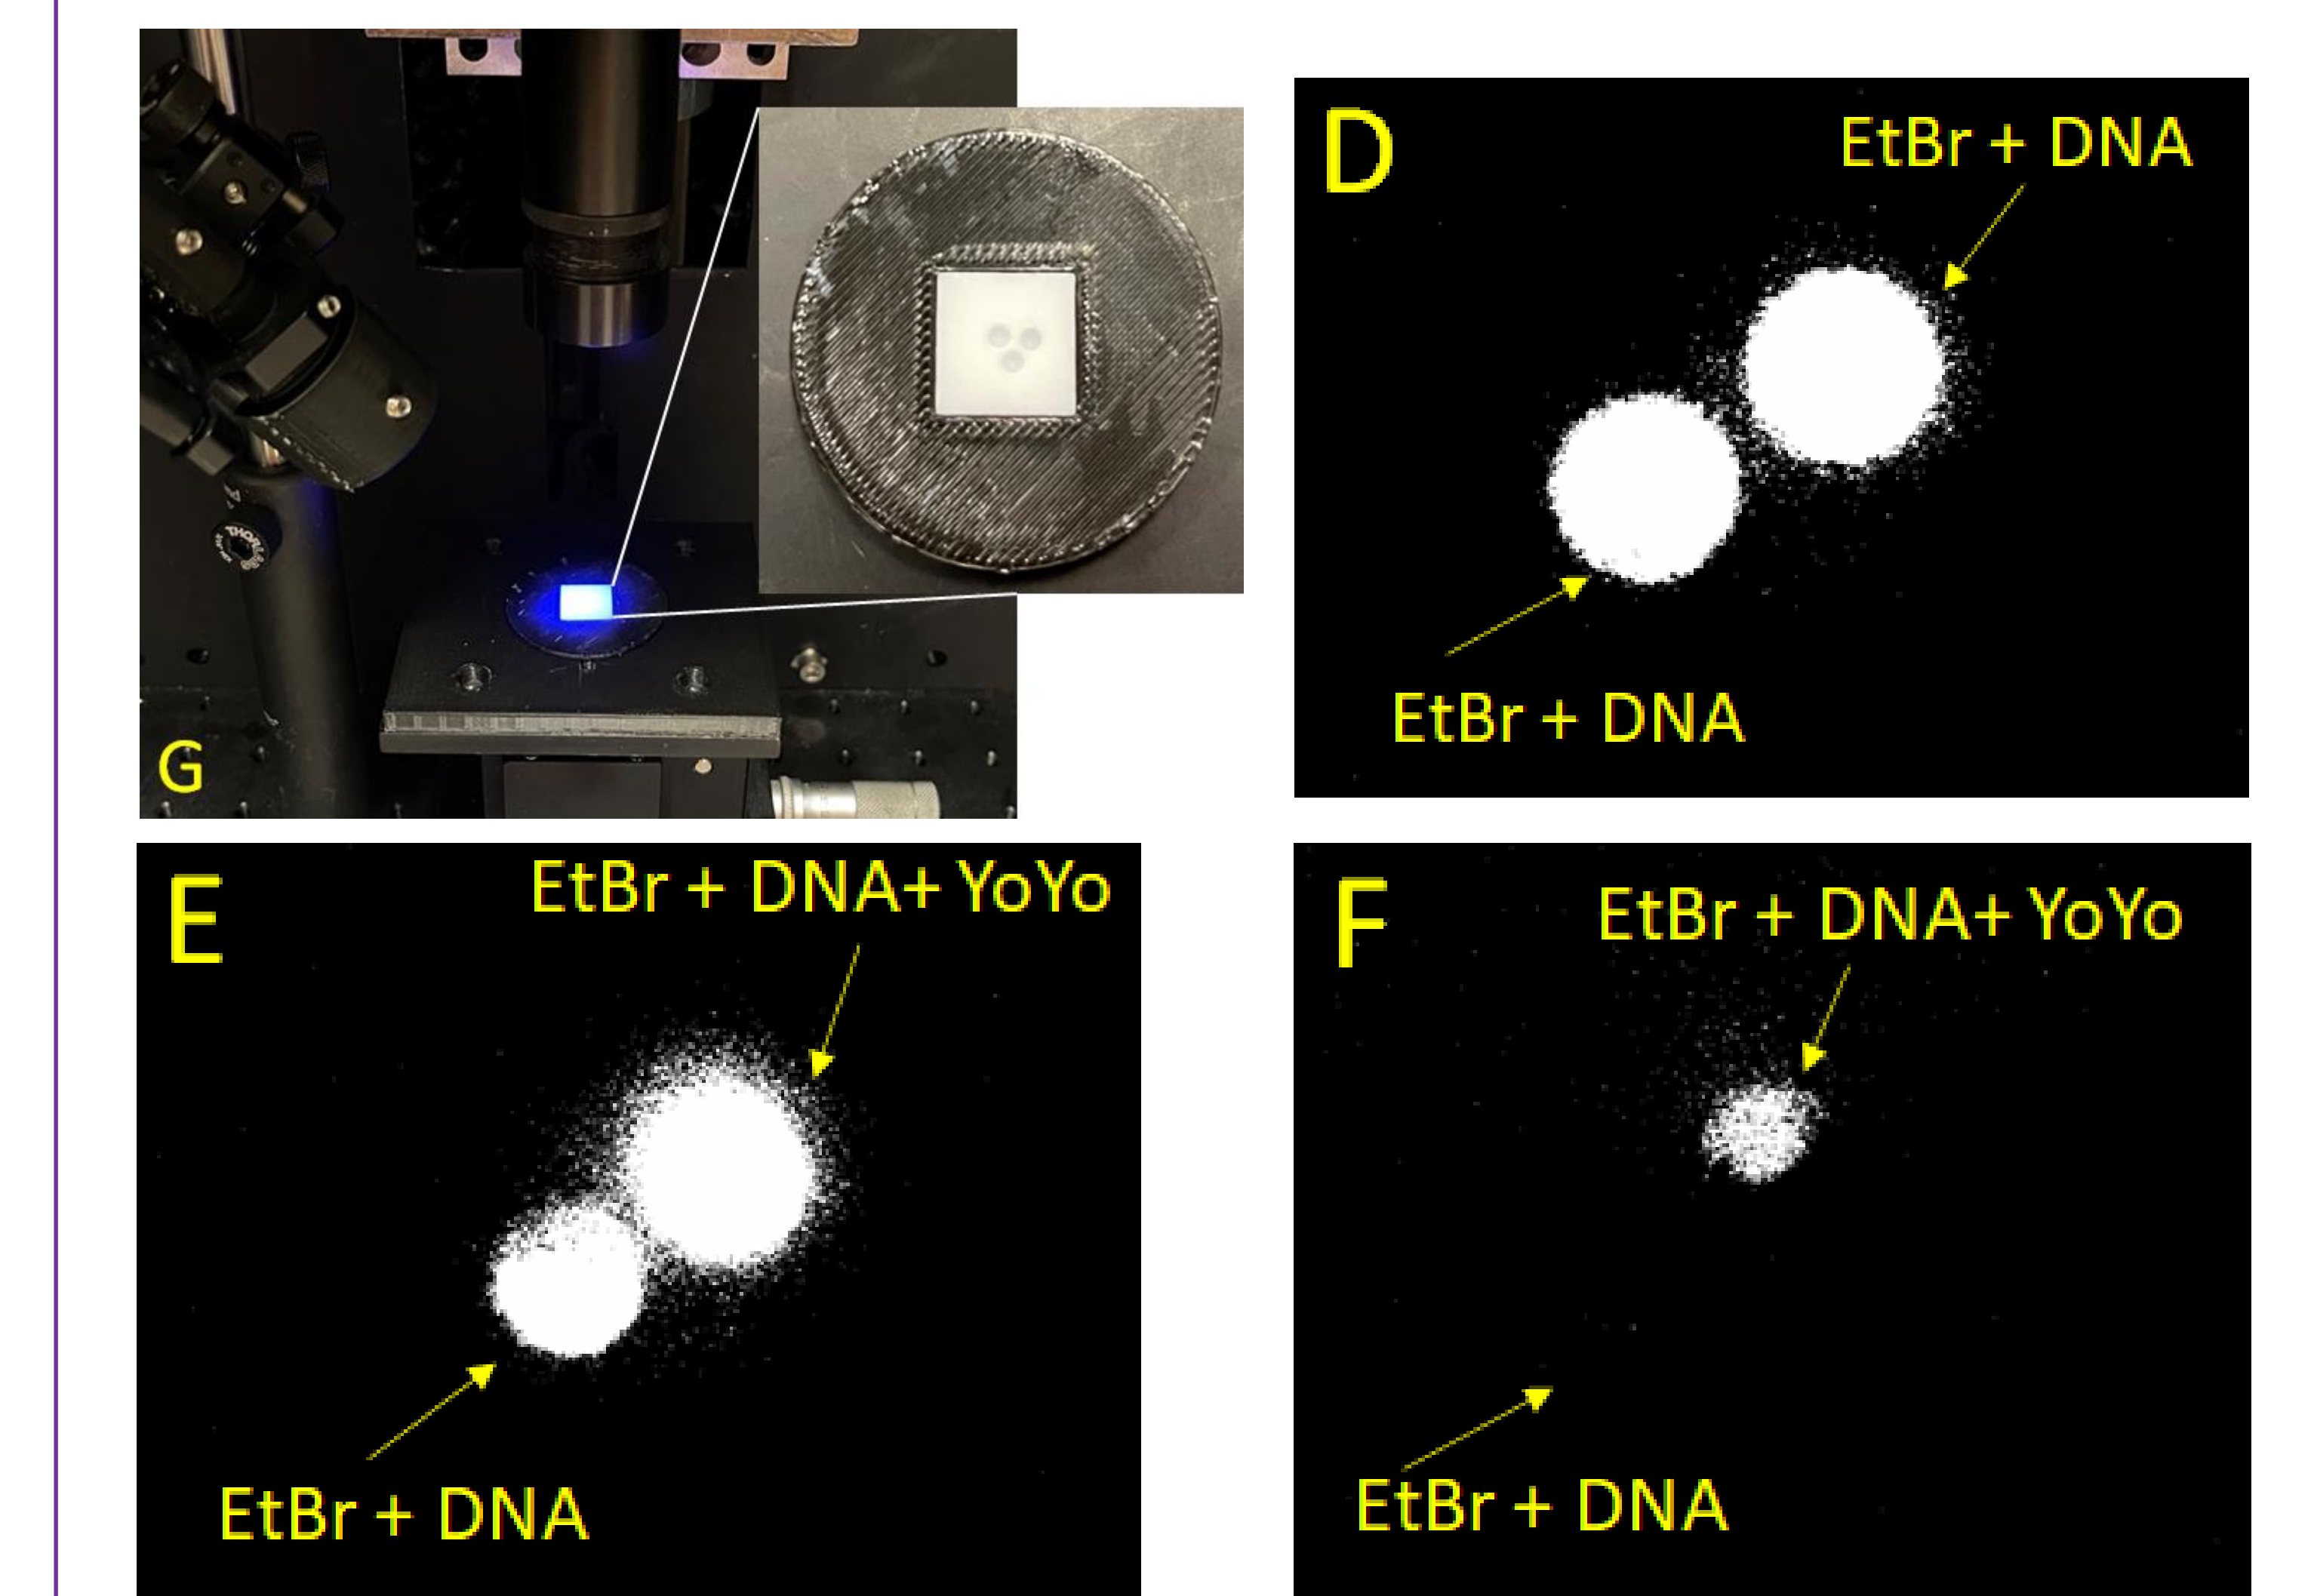 G
D
EtBr + DNA
EtBr + DNA
E
EtBr + DNA+ YoYo
EtBr + DNA
F
EtBr + DNA+ YoYo
EtBr + DNA